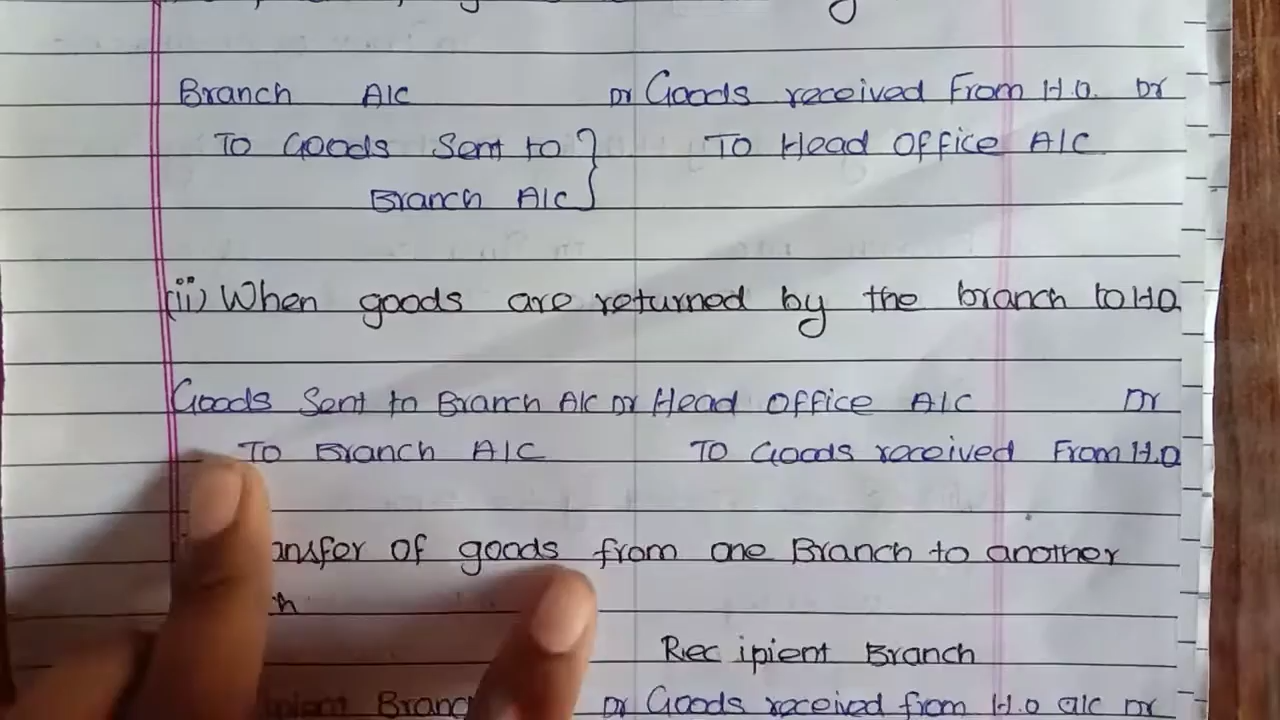 Branch A/C Dr Goods received From H.O. Dr
To Goods Sent to } To Head Office A/C
Branch A/C
(ii) When goods are returned by the branch to HO
Goods Sent to Branch A/C Dr Head Office A/C Dr
To Branch A/C To Goods received From H.O
of goods from one Branch to another
Recipient Branch
Dr Goods received from H.O a/c Dr